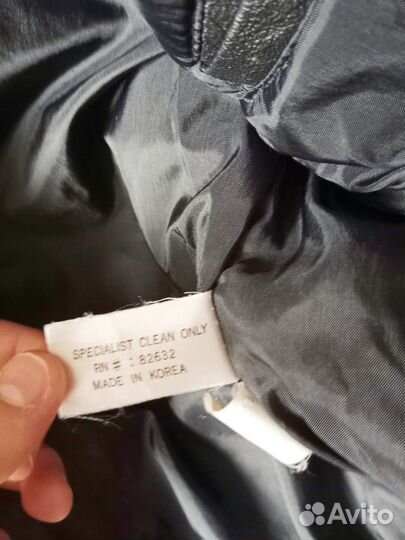 SPECIALIST CLEAN ONLY
RN # : 82632
MADE IN KOREA
Avito